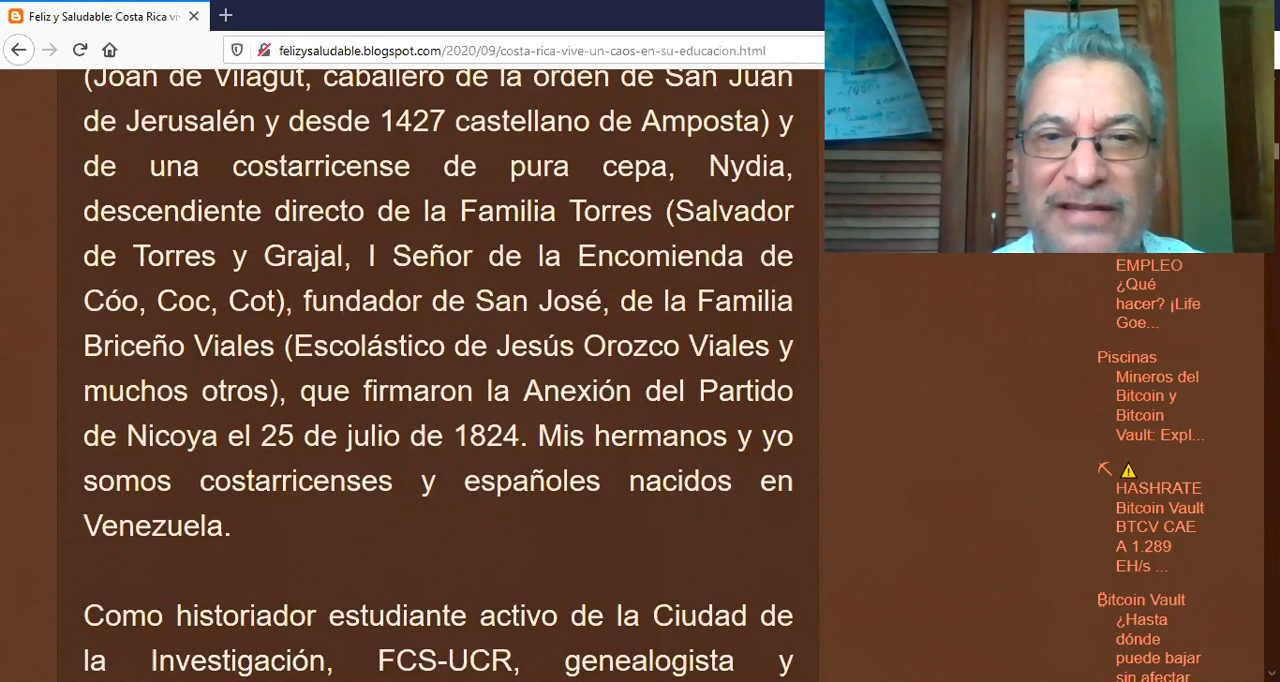 Feliz y Saludable: Costa Rica vi
felizysaludable.blogspot.com/2020/09/costa-rica-vive-un-caos-en-su-educacion.html
(Joan de Vilagut, caballero de la orden de San Juan
de Jerusalén y desde 1427 castellano de Amposta) y
de una costarricense de pura cepa, Nydia,
descendiente directo de la Familia Torres (Salvador
de Torres y Grajal, I Señor de la Encomienda de
Cóo, Coc, Cot), fundador de San José, de la Familia
Briceño Viales (Escolástico de Jesús Orozco Viales y
muchos otros), que firmaron la Anexión del Partido
de Nicoya el 25 de julio de 1824. Mis hermanos y yo
somos costarricenses y españoles nacidos en
Venezuela.
Como historiador estudiante activo de la Ciudad de
la Investigación, FCS-UCR, genealogista y
EMPLEO
¿Qué
hacer? ¡Life
Goe...
Piscinas
Mineros del
Bitcoin y
Bitcoin
Vault: Expl...
⛏ ⚠
HASHRATE
Bitcoin Vault
BTCV CAE
A 1.289
EH/s ...
₿itcoin Vault
¿Hasta
dónde
puede bajar
sin afectar